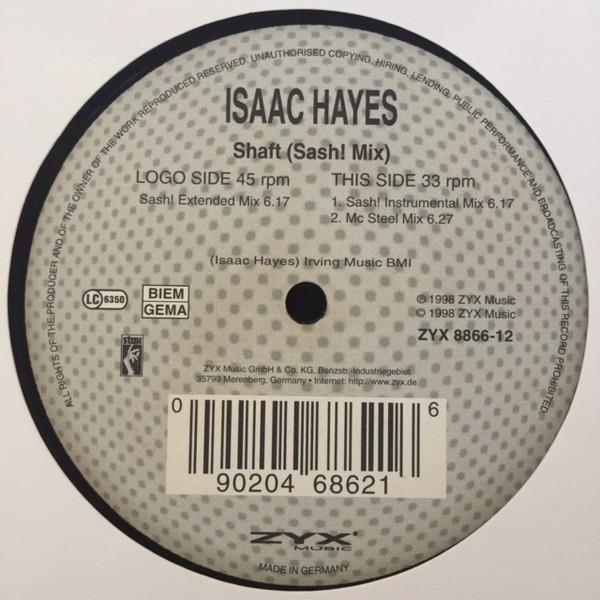 ALL RIGHTS OF THE PRODUCER AND OF THE OWNER OF THE WORK REPRODUCED RESERVED. UNAUTHORISED COPYING, HIRING, LENDING, PUBLIC PERFORMANCE AND BROADCASTING OF THIS RECORD PROHIBITED.
ISAAC HAYES
Shaft (Sash! Mix)
LOGO SIDE 45 rpm
Sash! Extended Mix 6.17
THIS SIDE 33 rpm
1. Sash! Instrumental Mix 6.17
2. Mc Steel Mix 6.27
(Isaac Hayes) Irving Music BMI
LC 6350
BIEM
GEMA
stax
℗ 1998 ZYX Music
© 1998 ZYX Music
ZYX 8866-12
ZYX Music GmbH & Co. KG, Benzstr.-Industriegebiet
35799 Merenberg, Germany • Internet: http://www.zyx.de
0 90204 68621 6
ZYX
MUSIC
MADE IN GERMANY